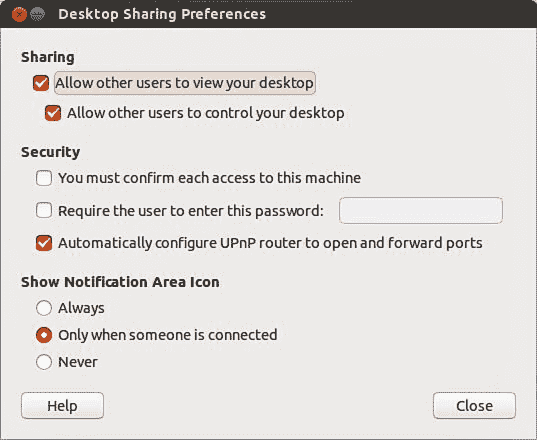 Desktop Sharing Preferences
Sharing
Allow other users to view your desktop
Allow other users to control your desktop
Security
You must confirm each access to this machine
Require the user to enter this password:
Automatically configure UPnP router to open and forward ports
Show Notification Area Icon
Always
Only when someone is connected
Never
Help Close